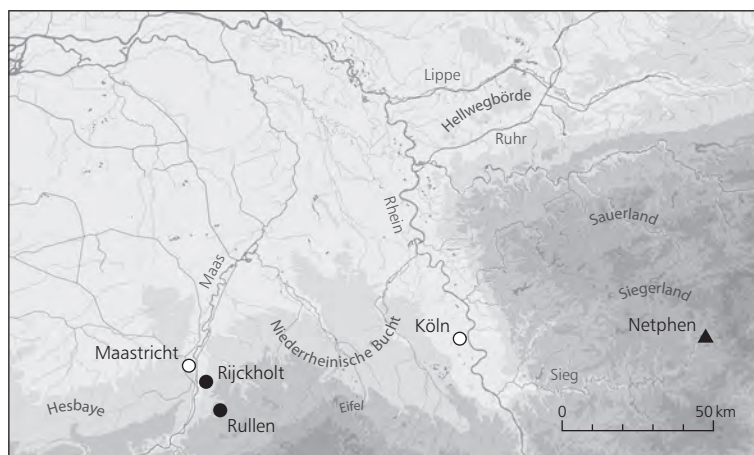 Lippe
Hellwegbörde
Ruhr
Rhein
Sauerland
Maas
Siegerland
Niederrheinische Bucht
Köln
Netphen
Maastricht
Rijckholt
Sieg
Hesbaye
Eifel
Rullen
0 50 km